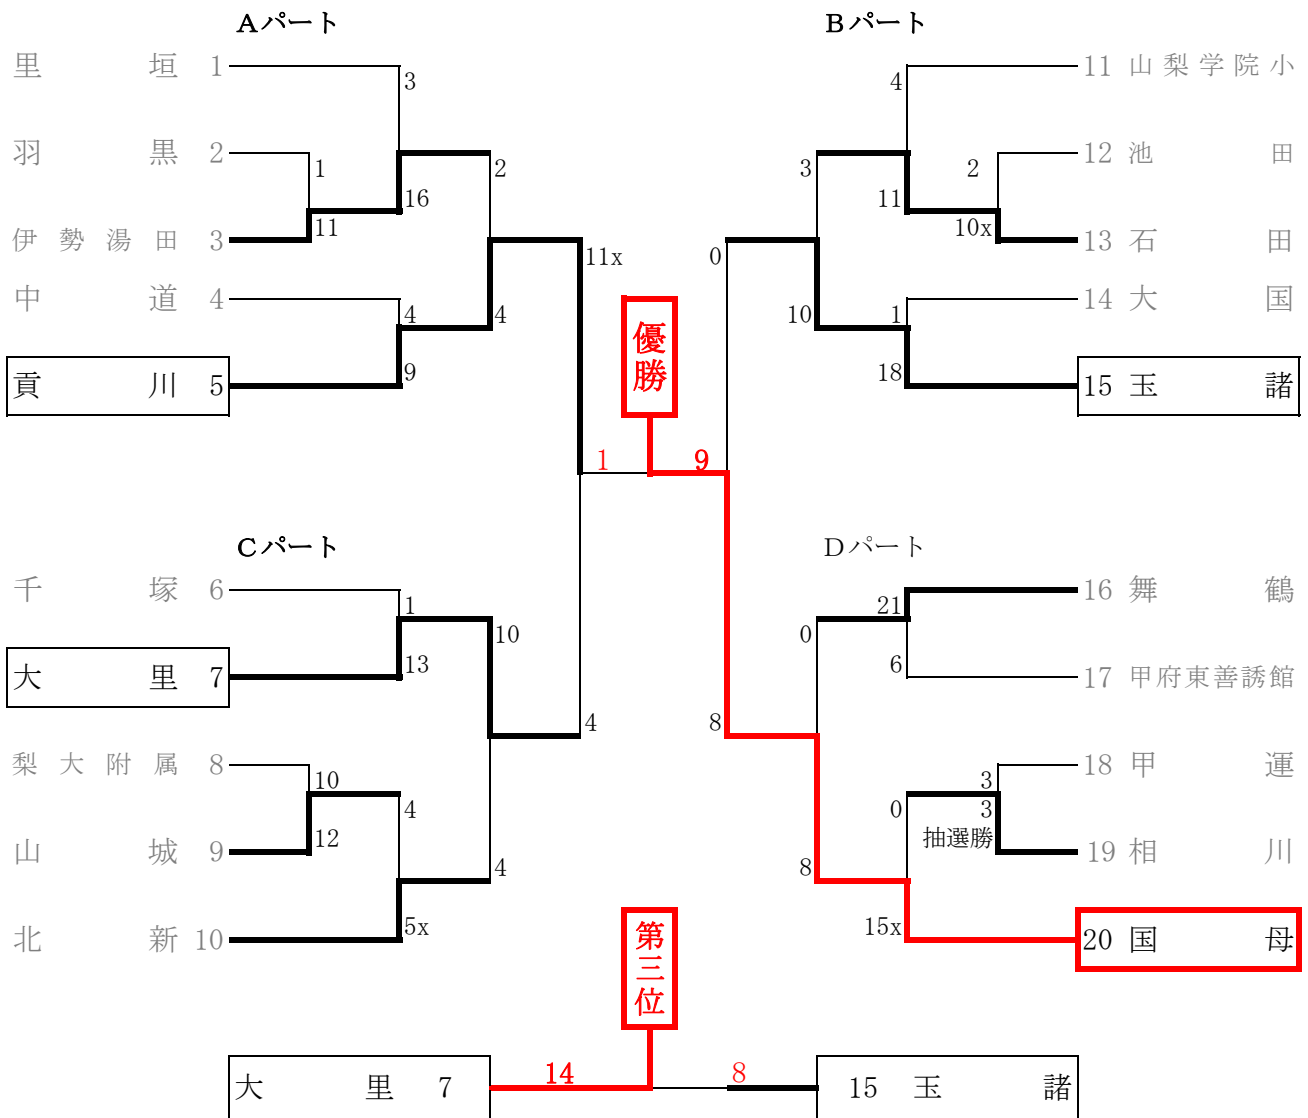 Aパート
Bパート
里垣 1
3
4
11 山梨学院小
羽黒 2
1
2
3
2
12 池田
16
11
伊勢湯田 3
11
10x
13 石田
11x
0
中道 4
4
4
10
1
14 大国
優勝
貢川 5
9
18
15 玉諸
1
9
Cパート
Dパート
千塚 6
1
21
16 舞鶴
10
0
大里 7
13
6
17 甲府東善誘館
4
8
梨大附属 8
10
3
18 甲運
4
0
3
山城 9
12
抽選勝
19 相川
4
8
北新 10
5x
15x
20 国母
第三位
大里 7
14
8
15 玉諸